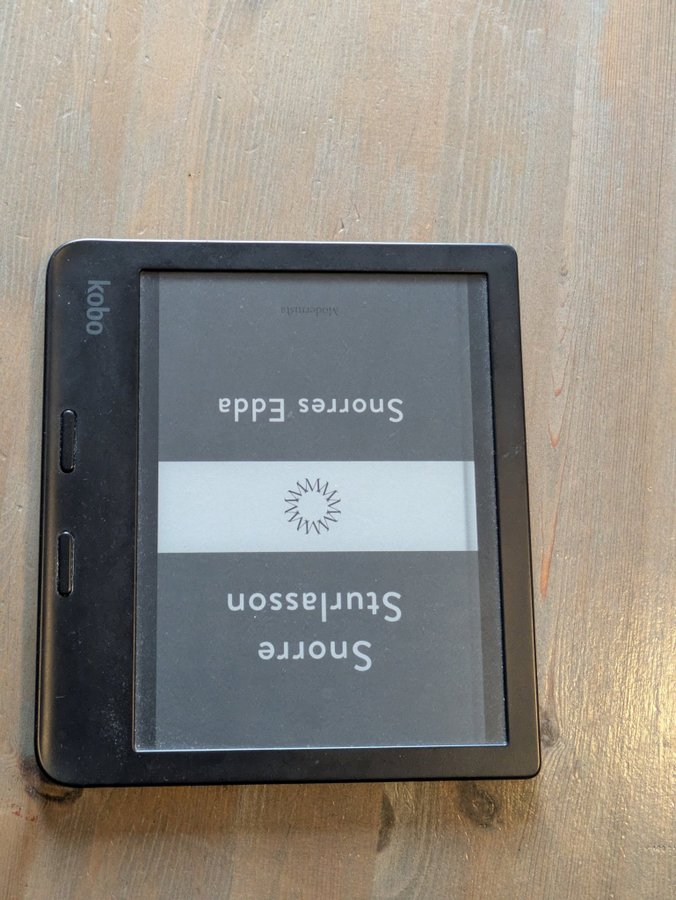 Snorre
Sturlasson
Snorres Edda
Modernista
kobo